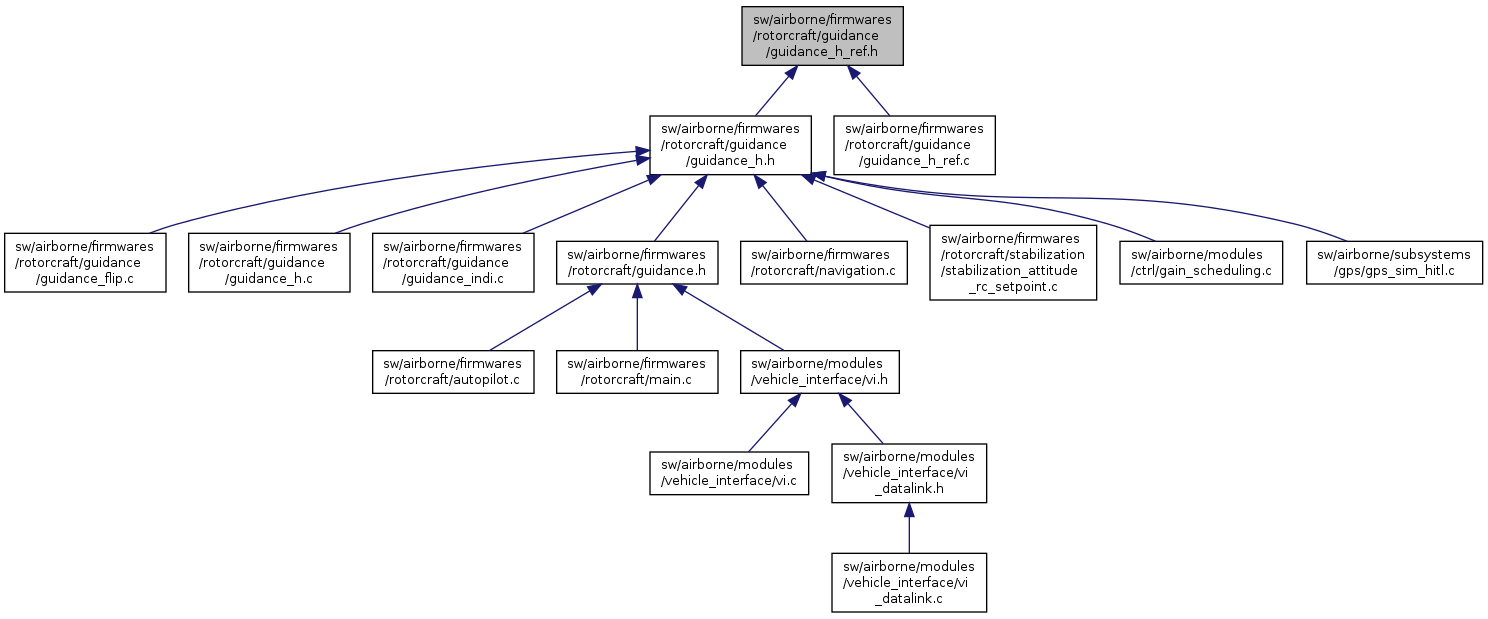 sw/airborne/firmwares
/rotorcraft/guidance
/guidance_h_ref.h
sw/airborne/firmwares
/rotorcraft/guidance
/guidance_h.h
sw/airborne/firmwares
/rotorcraft/guidance
/guidance_h_ref.c
sw/airborne/firmwares
/rotorcraft/guidance
/guidance_flip.c
sw/airborne/firmwares
/rotorcraft/guidance
/guidance_h.c
sw/airborne/firmwares
/rotorcraft/guidance
/guidance_indi.c
sw/airborne/firmwares
/rotorcraft/guidance.h
sw/airborne/firmwares
/rotorcraft/navigation.c
sw/airborne/firmwares
/rotorcraft/stabilization
/stabilization_attitude
_rc_setpoint.c
sw/airborne/modules
/ctrl/gain_scheduling.c
sw/airborne/subsystems
/gps/gps_sim_hitl.c
sw/airborne/firmwares
/rotorcraft/autopilot.c
sw/airborne/firmwares
/rotorcraft/main.c
sw/airborne/modules
/vehicle_interface/vi.h
sw/airborne/modules
/vehicle_interface/vi.c
sw/airborne/modules
/vehicle_interface/vi
_datalink.h
sw/airborne/modules
/vehicle_interface/vi
_datalink.c